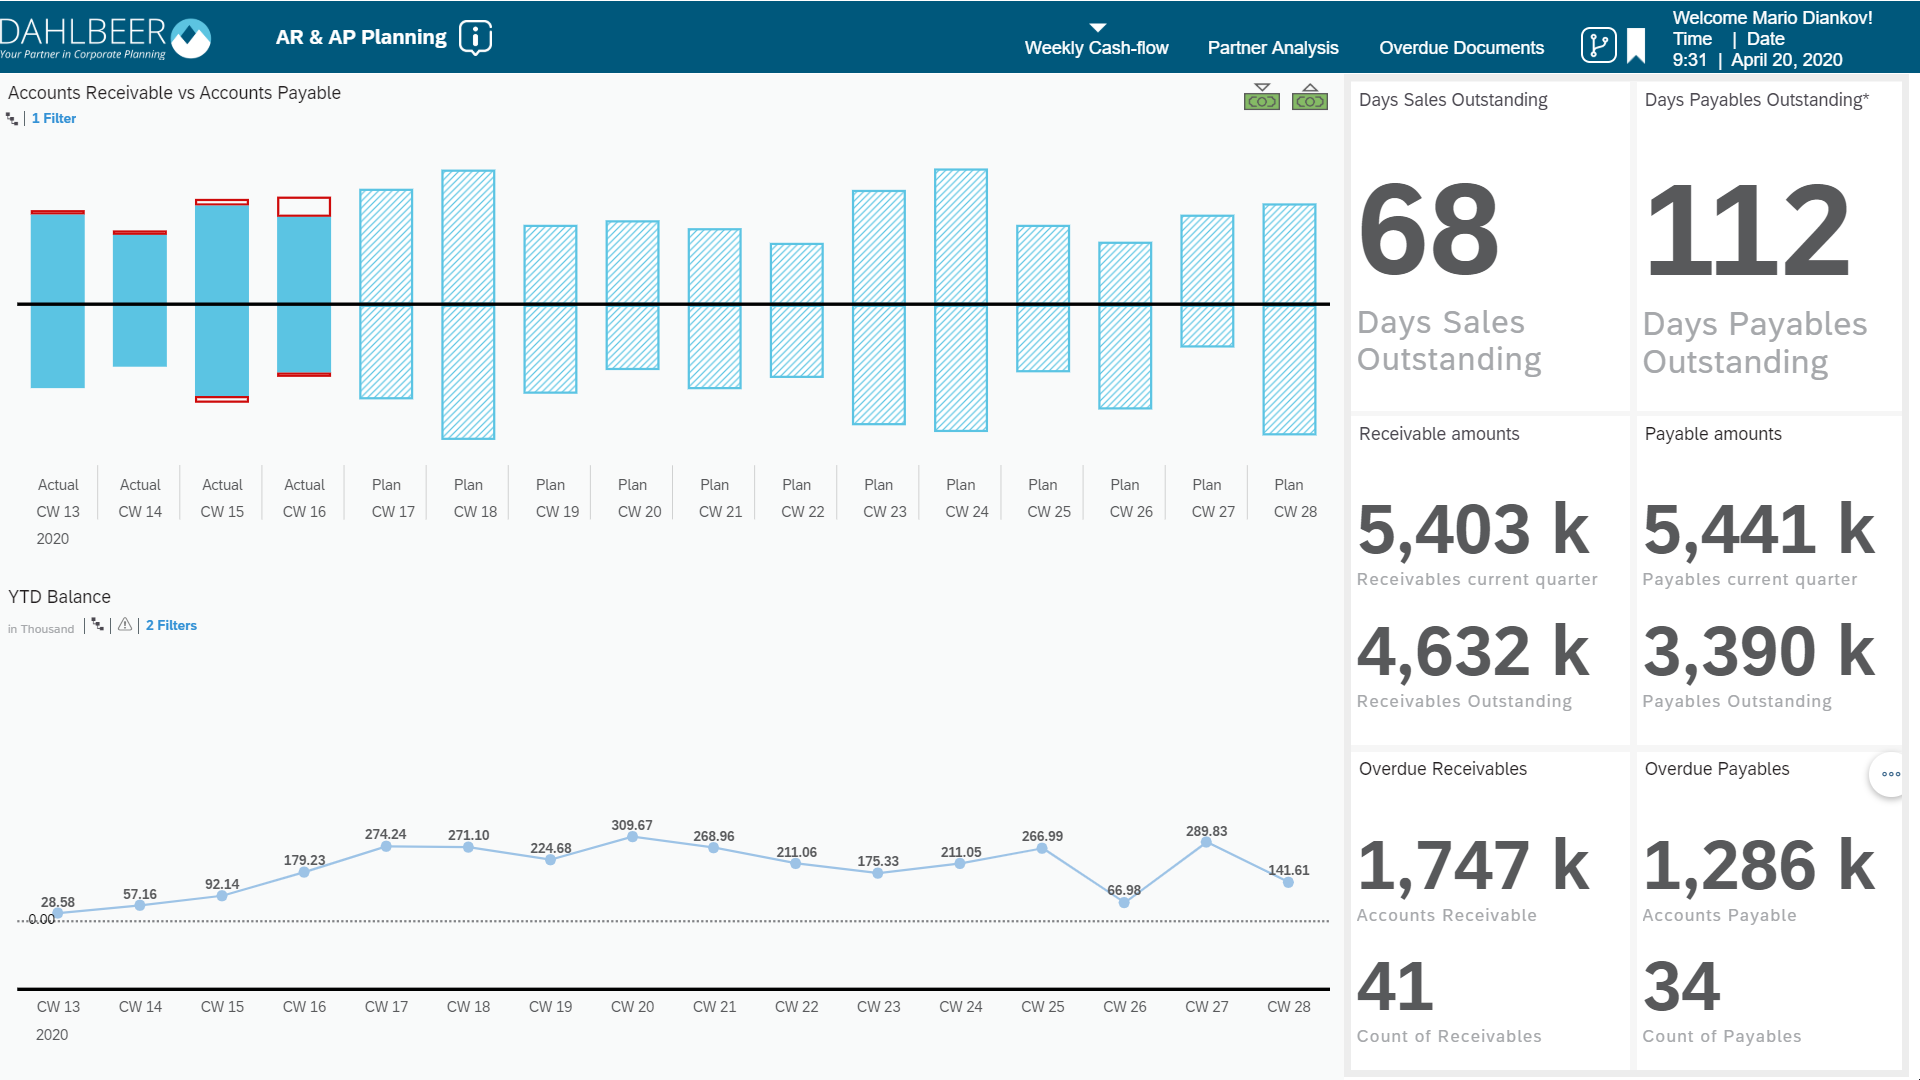 DAHLBEER
Your Partner in Corporate Planning
AR & AP Planning
Weekly Cash-flow
Partner Analysis
Overdue Documents
Welcome Mario Diankov!
Time | Date
9:31 | April 20, 2020
Accounts Receivable vs Accounts Payable
1 Filter
Actual Actual Actual Actual Plan Plan Plan Plan Plan Plan Plan Plan Plan Plan Plan Plan
CW 13 CW 14 CW 15 CW 16 CW 17 CW 18 CW 19 CW 20 CW 21 CW 22 CW 23 CW 24 CW 25 CW 26 CW 27 CW 28
2020
YTD Balance
in Thousand
2 Filters
28.58 57.16 92.14 179.23 274.24 271.10 224.68 309.67 268.96 211.06 175.33 211.05 266.99 66.98 289.83 141.61
0.00
CW 13 CW 14 CW 15 CW 16 CW 17 CW 18 CW 19 CW 20 CW 21 CW 22 CW 23 CW 24 CW 25 CW 26 CW 27 CW 28
2020
Days Sales Outstanding
68
Days Sales
Outstanding
Days Payables Outstanding*
112
Days Payables
Outstanding
Receivable amounts
5,403 k
Receivables current quarter
4,632 k
Receivables Outstanding
Payable amounts
5,441 k
Payables current quarter
3,390 k
Payables Outstanding
Overdue Receivables
1,747 k
Accounts Receivable
41
Count of Receivables
Overdue Payables
1,286 k
Accounts Payable
34
Count of Payables